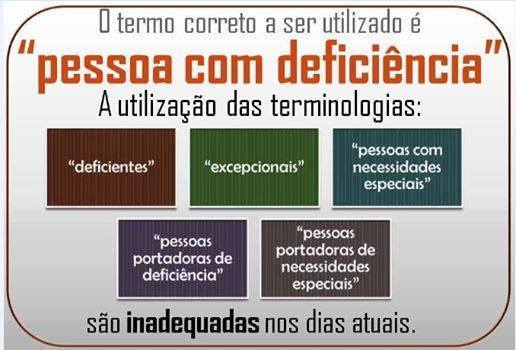 O termo correto a ser utilizado é
“pessoa com deficiência”
A utilização das terminologias:
“deficientes”
“excepcionais”
“pessoas com
necessidades
especiais”
“pessoas
portadoras de
deficiência”
“pessoas
portadoras de
necessidades
especiais”
são inadequadas nos dias atuais.